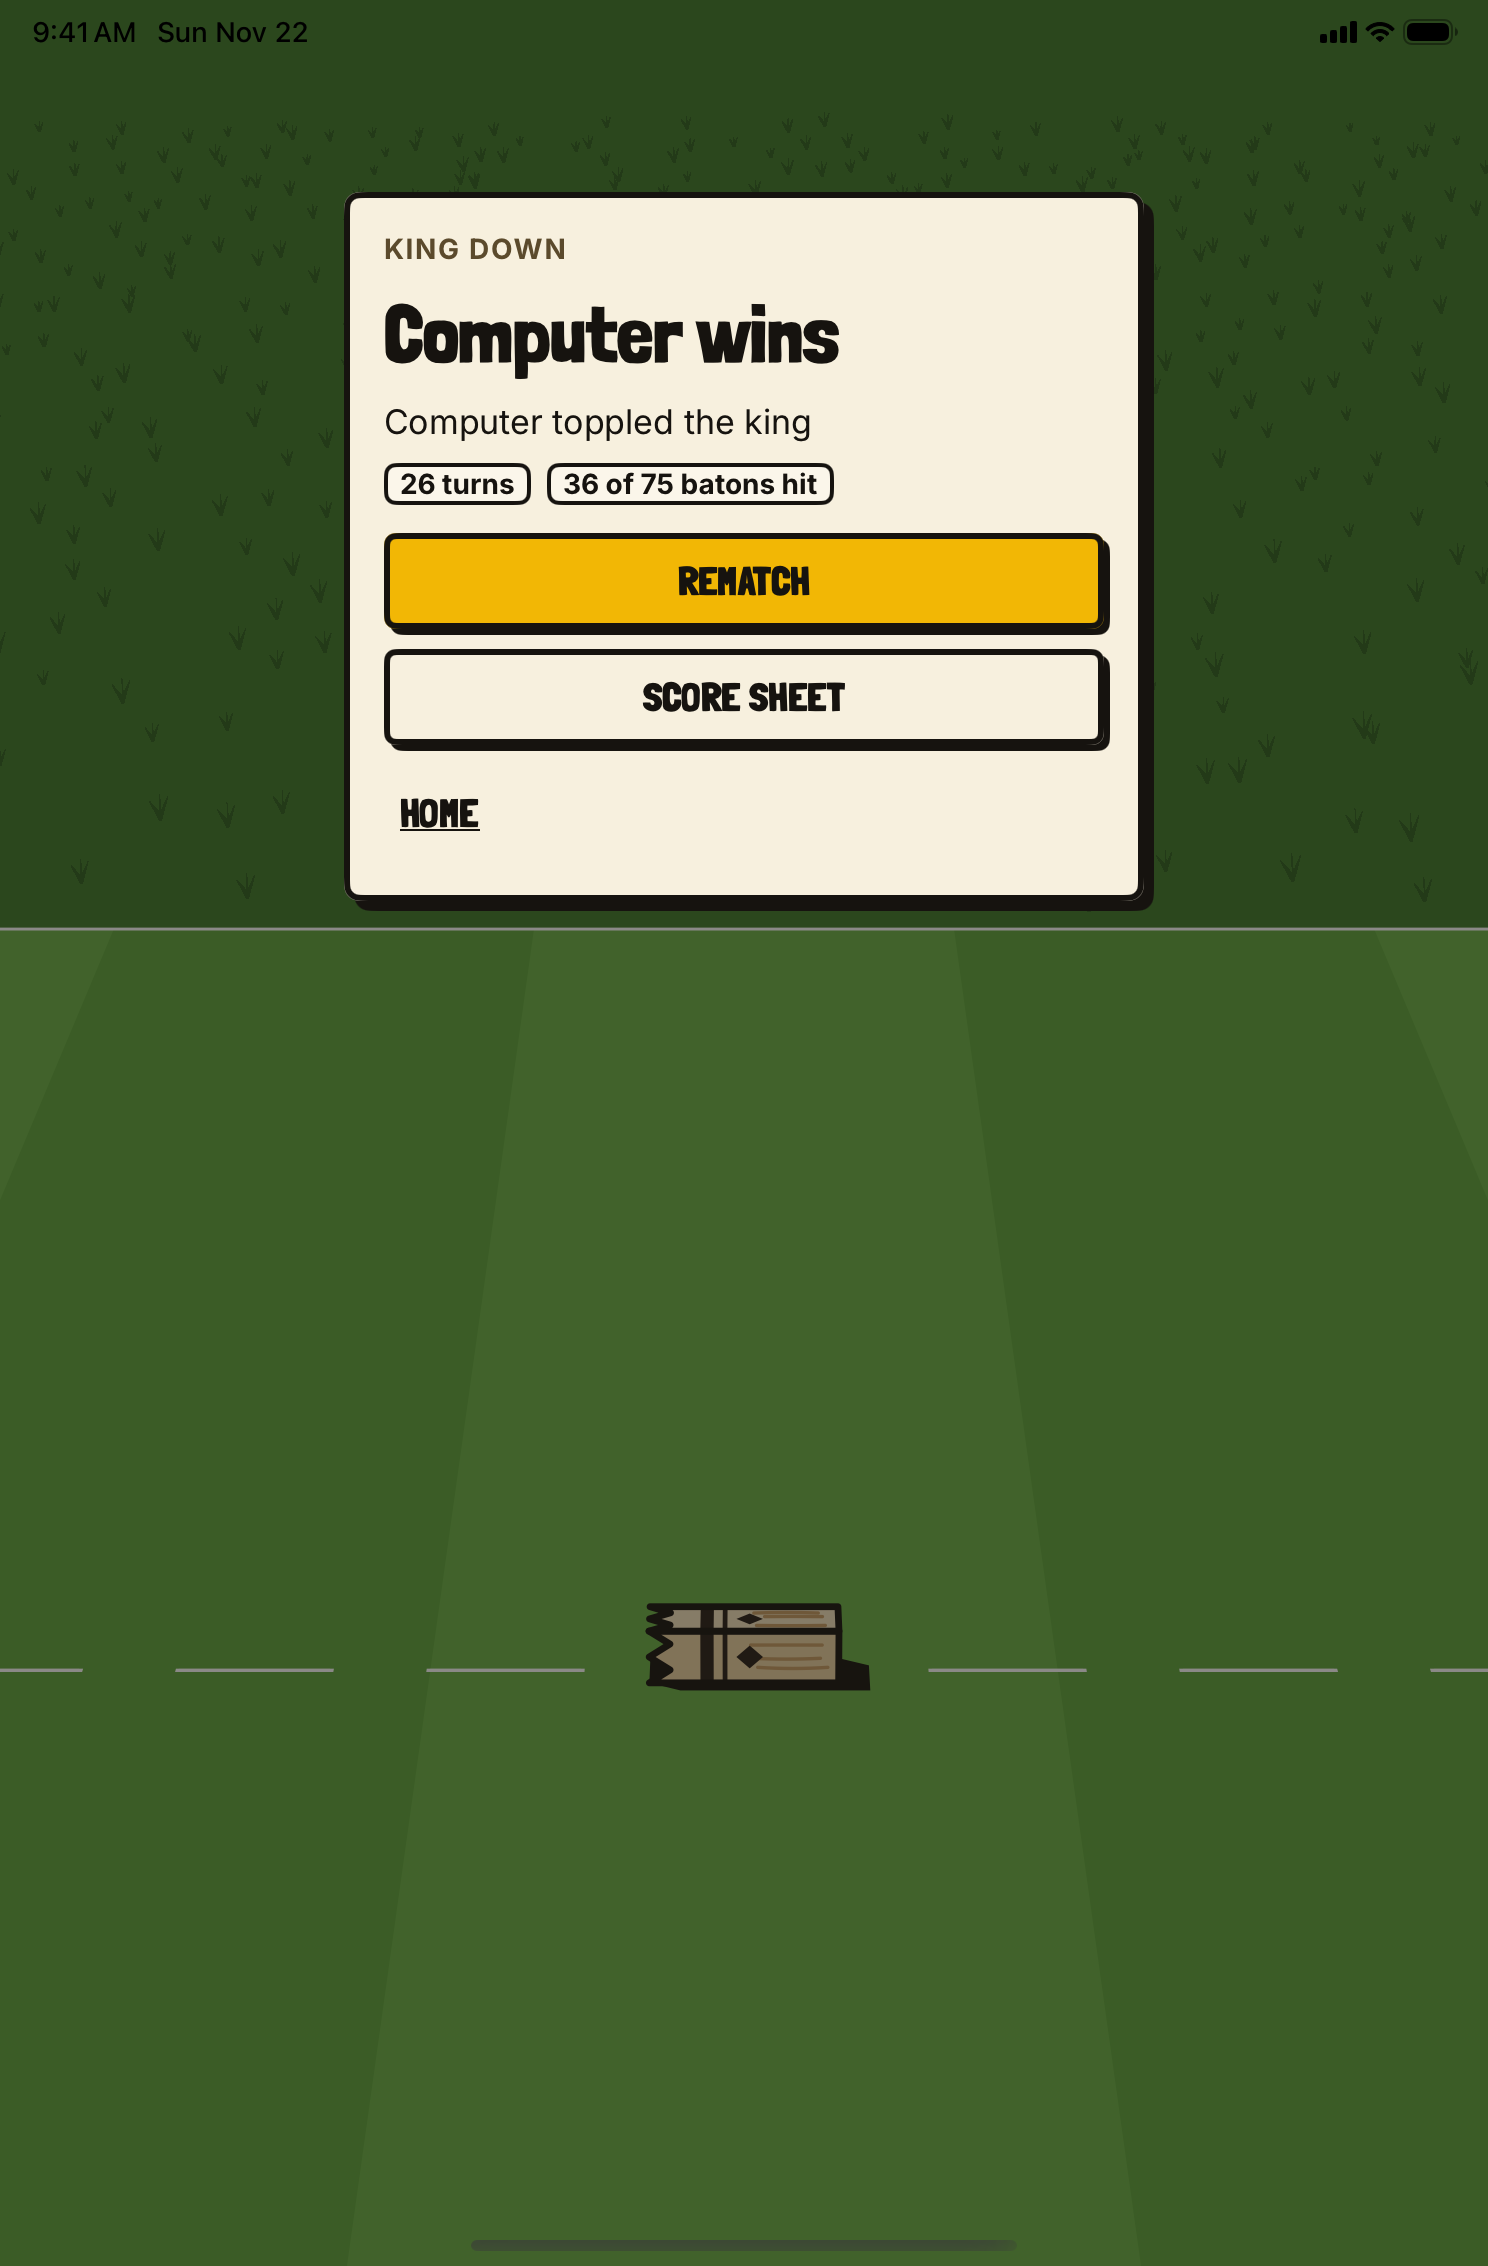 9:41 AM Sun Nov 22
KING DOWN
Computer wins
Computer toppled the king
26 turns 36 of 75 batons hit
REMATCH
SCORE SHEET
HOME